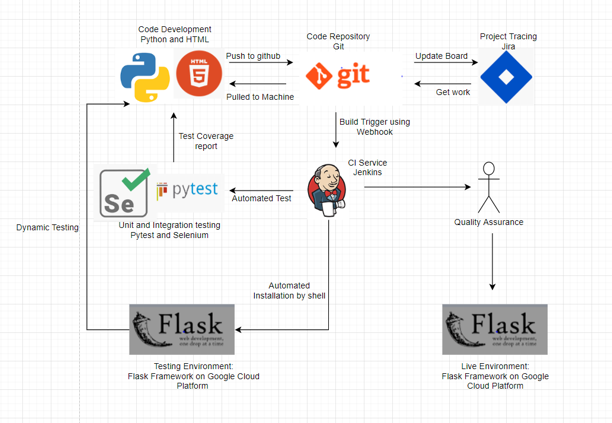 Code Development
Python and HTML
Code Repository
Git
Project Tracing
Jira
HTML
5
Push to github
git
Update Board
Pulled to Machine
Get work
Build Trigger using
Webhook
Test Coverage
report
CI Service
Jenkins
Se
pytest
Automated Test
Unit and Integration testing
Pytest and Selenium
Quality Assurance
Dynamic Testing
Automated
Installation by shell
Flask
web development,
one drop at a time
Flask
web development,
one drop at a time
Testing Environment:
Flask Framework on Google Cloud
Platform
Live Environment:
Flask Framework on Google
Cloud Platform